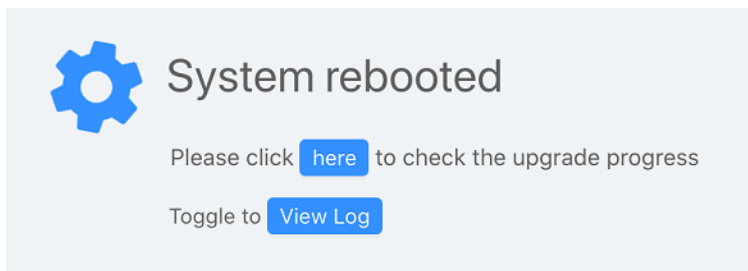 System rebooted
Please click here to check the upgrade progress
Toggle to View Log